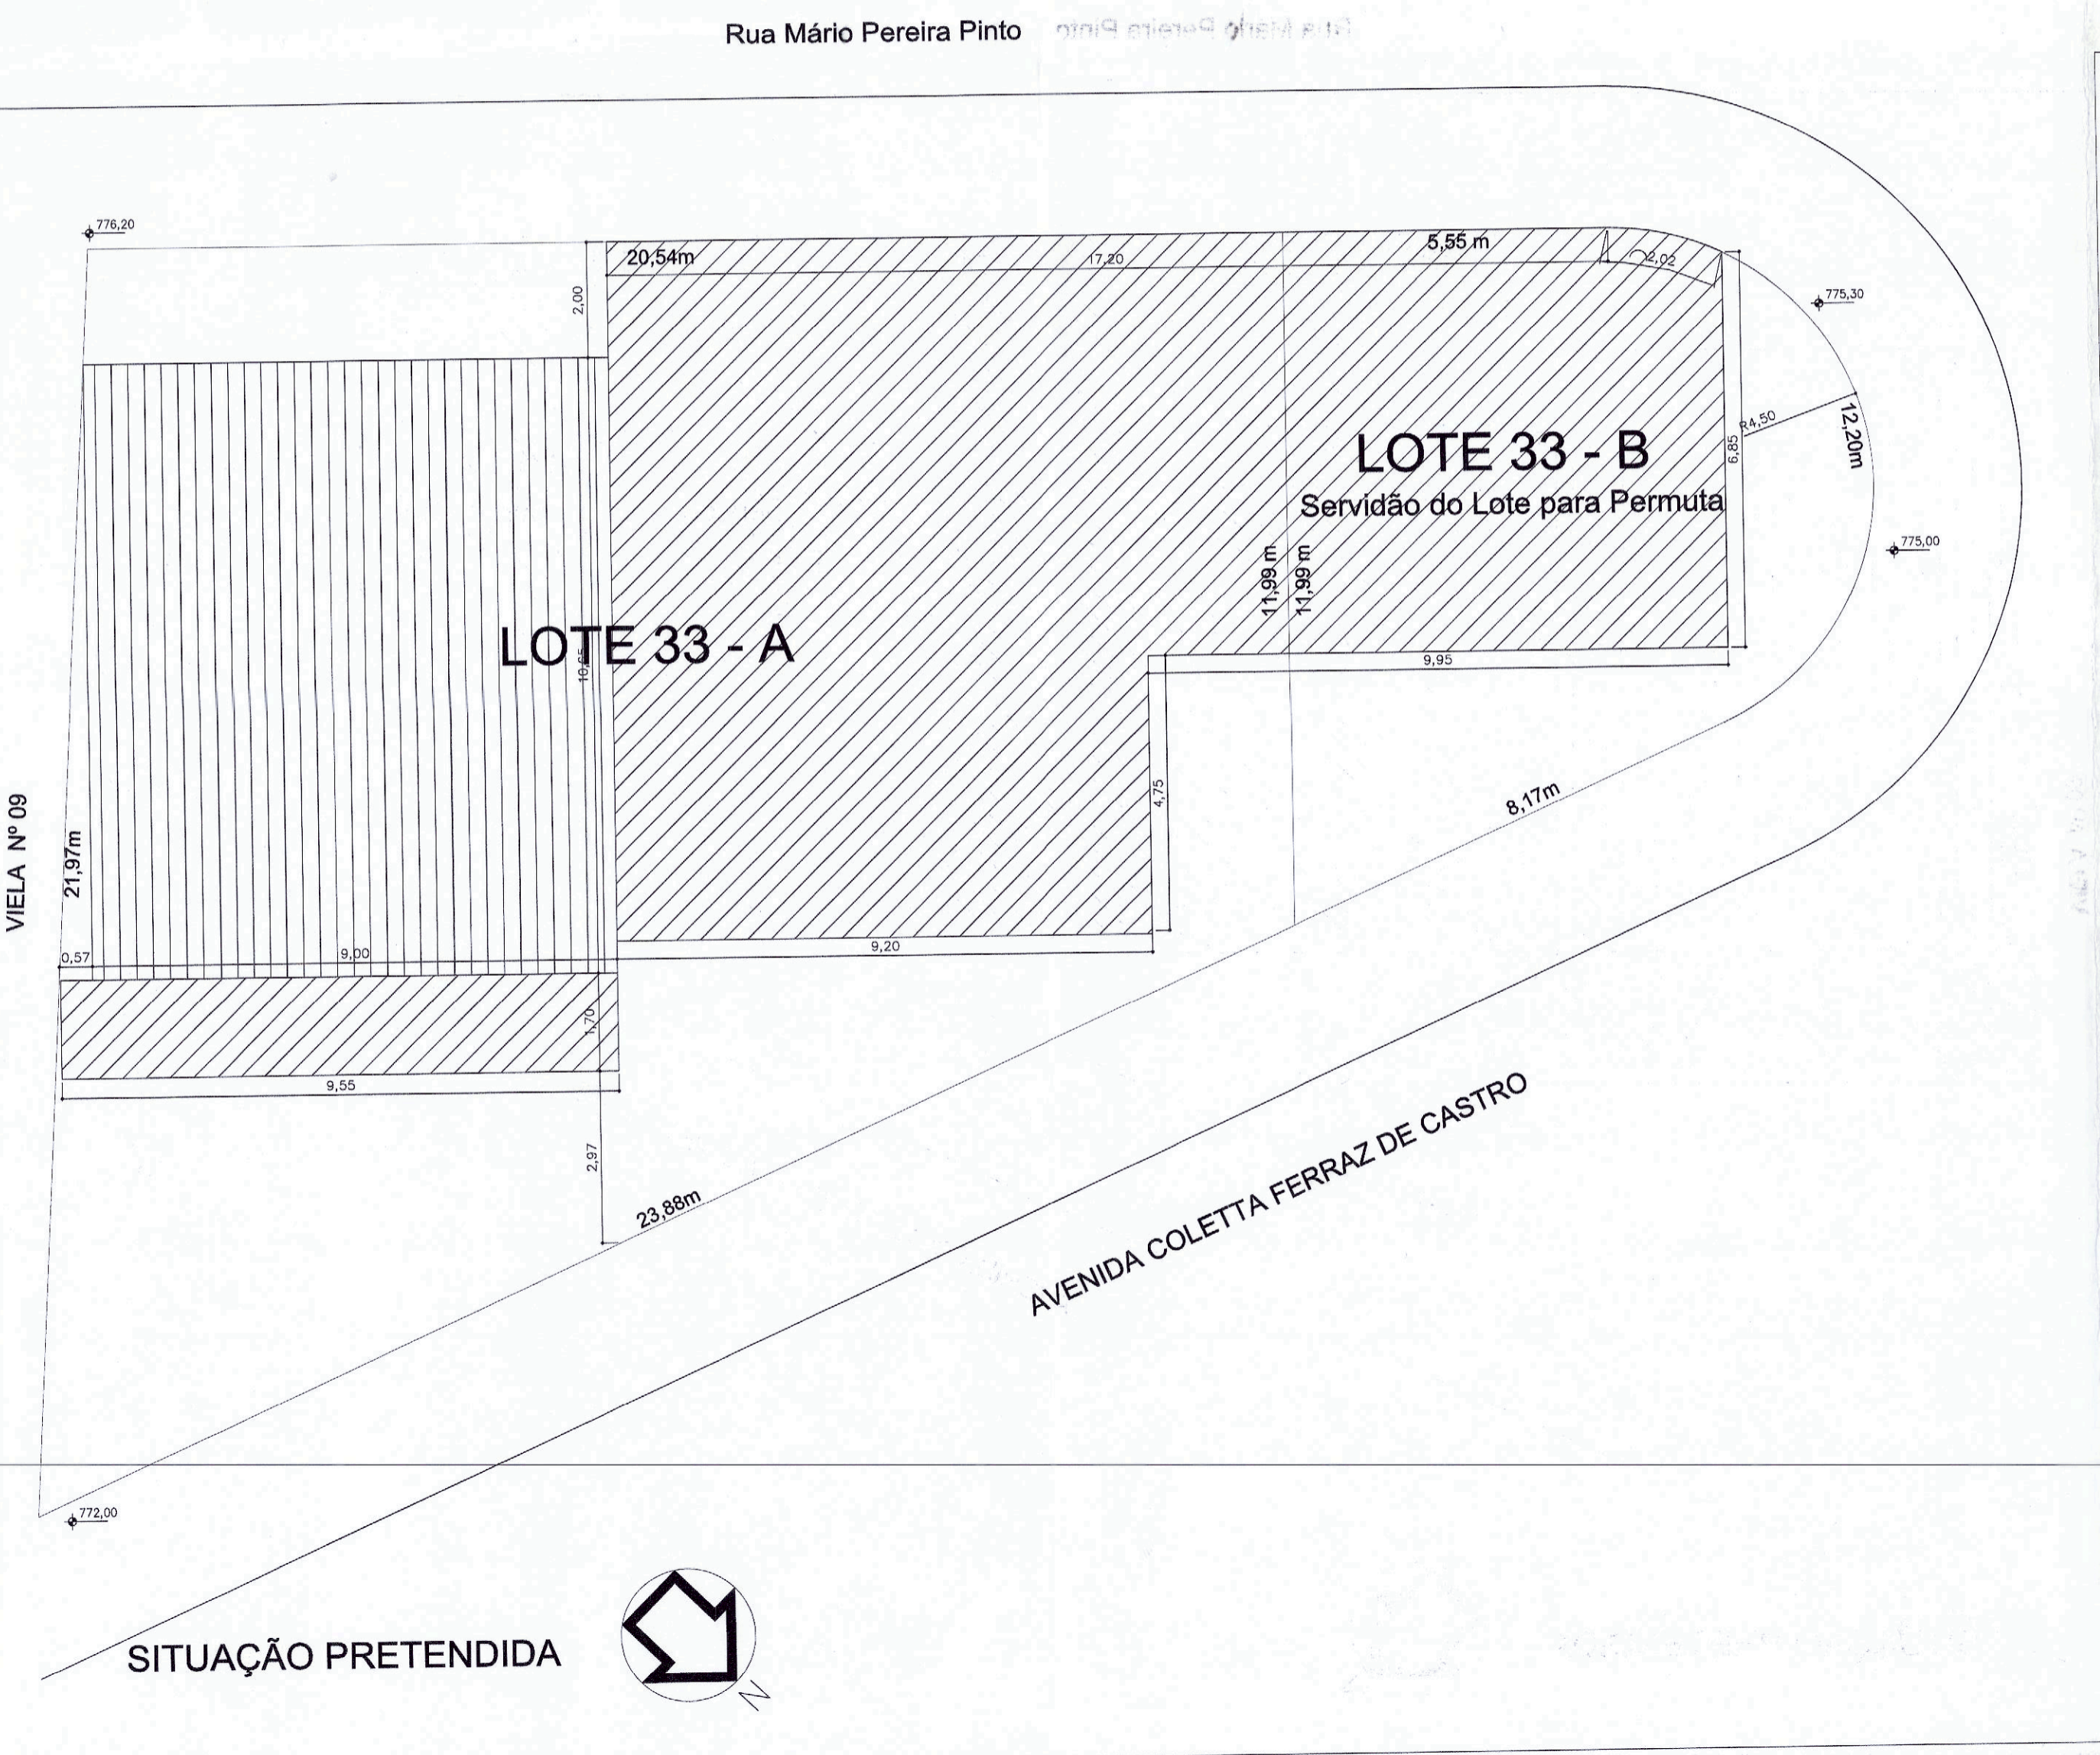 Rua Mário Pereira Pinto
776,20
20,54m
17,20
5,55 m
2,02
2,00
775,30
R4,50
12,20m
LOTE 33 - B
Servidão do Lote para Permuta
6,85
775,00
11,99 m
11,99 m
LOTE 33 - A
10,65
9,95
4,75
8,17m
VIELA Nº 09
21,97m
0,57
9,00
9,20
1,70
9,55
2,97
23,88m
AVENIDA COLETTA FERRAZ DE CASTRO
772,00
SITUAÇÃO PRETENDIDA
N